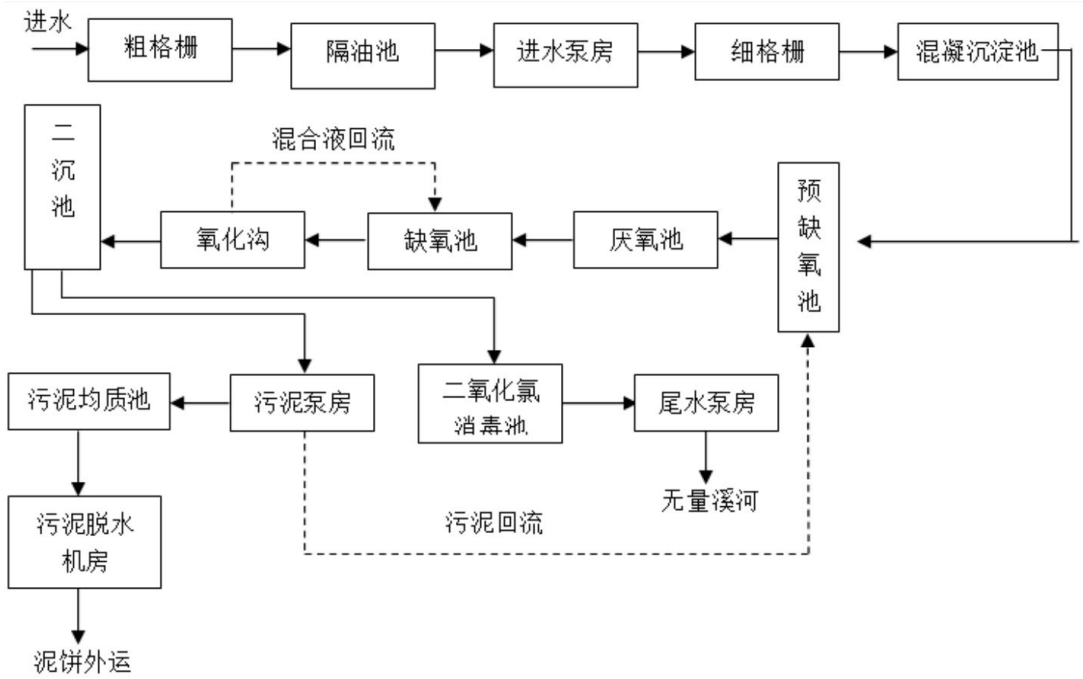 进水
粗格栅
隔油池
进水泵房
细格栅
混凝沉淀池
二
沉
池
混合液回流
氧化沟
缺氧池
厌氧池
预
缺
氧
池
污泥均质池
污泥泵房
二氧化氯
消毒池
尾水泵房
无量溪河
污泥回流
污泥脱水
机房
泥饼外运